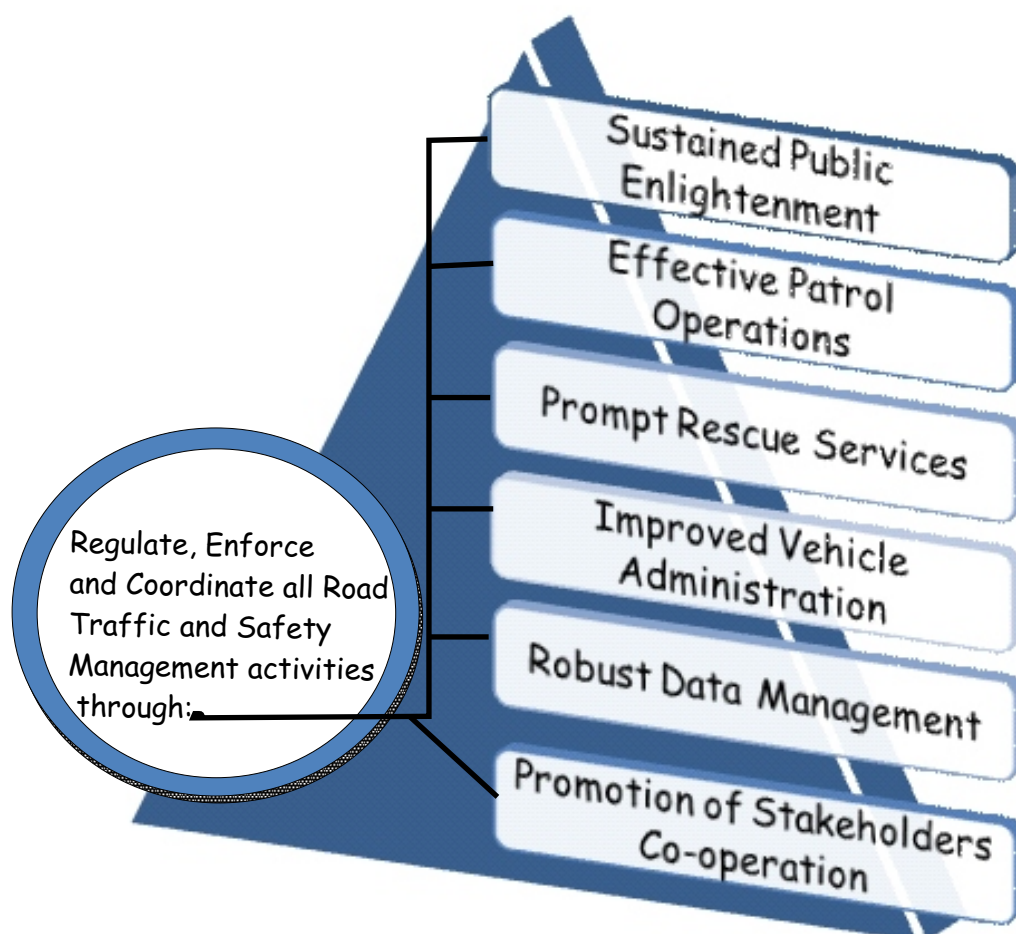 Sustained Public
Enlightenment
Effective Patrol
Operations
Prompt Rescue Services
Improved Vehicle
Administration
Robust Data Management
Promotion of Stakeholders
Co-operation
Regulate, Enforce
and Coordinate all Road
Traffic and Safety
Management activities
through: